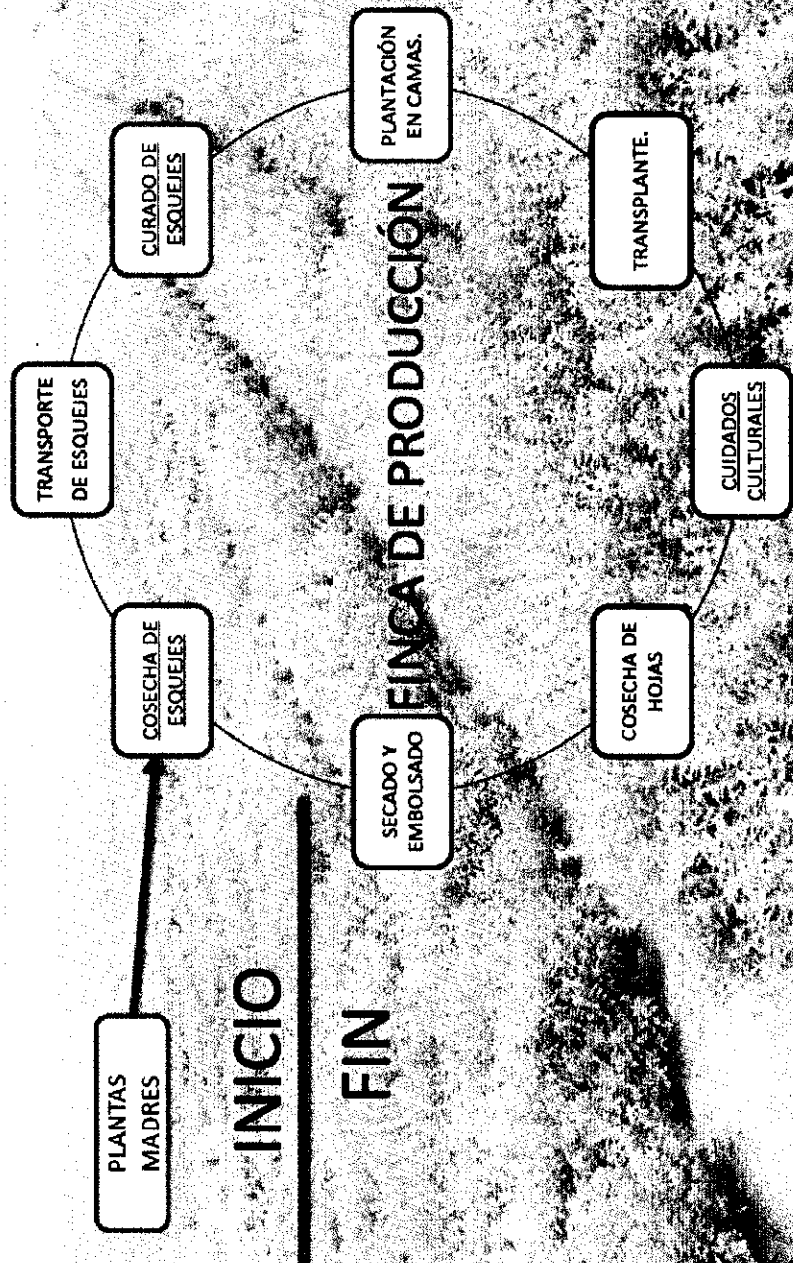 PLANTAS
MADRES
INICIO
FIN
COSECHA DE
ESQUEJES
TRANSPORTE
DE ESQUEJES
CURADO DE
ESQUEJES
PLANTACIÓN
EN CAMAS.
TRANSPLANTE.
CUIDADOS
CULTURALES
COSECHA DE
HOJAS
SECADO Y
EMBOLSADO
FINCA DE PRODUCCIÓN